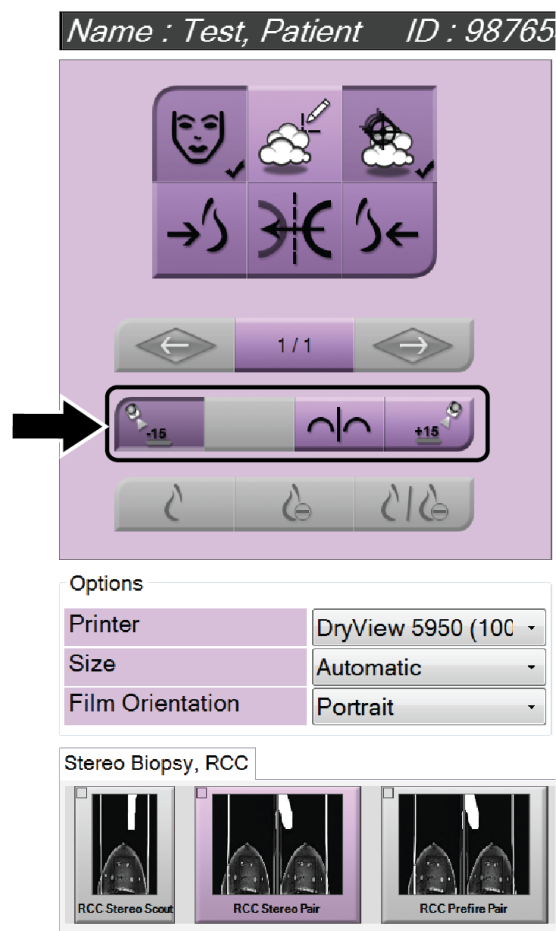 Name : Test, Patient ID : 98765
1 / 1
-15
+15
Options
Printer
DryView 5950 (100
Size
Automatic
Film Orientation
Portrait
Stereo Biopsy, RCC
RCC Stereo Scout
RCC Stereo Pair
RCC Prefire Pair